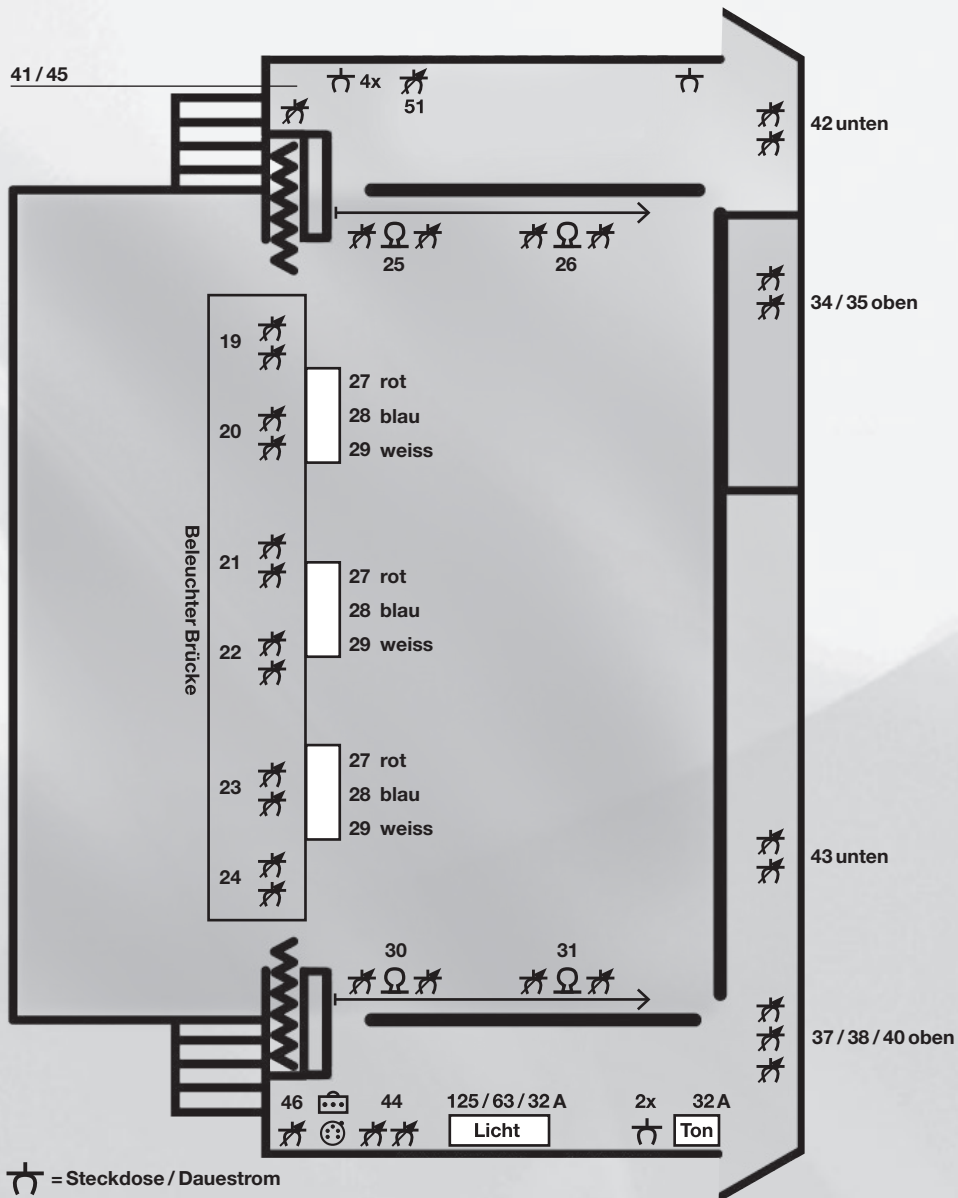 41 / 45
4x
51
42 unten
25
26
34 / 35 oben
19
27 rot
20
28 blau
29 weiss
Beleuchter Brücke
21
27 rot
28 blau
22
29 weiss
23
27 rot
28 blau
29 weiss
43 unten
24
30
31
37 / 38 / 40 oben
46
44
125 / 63 / 32 A
2x
32 A
Licht
Ton
= Steckdose / Dauestrom